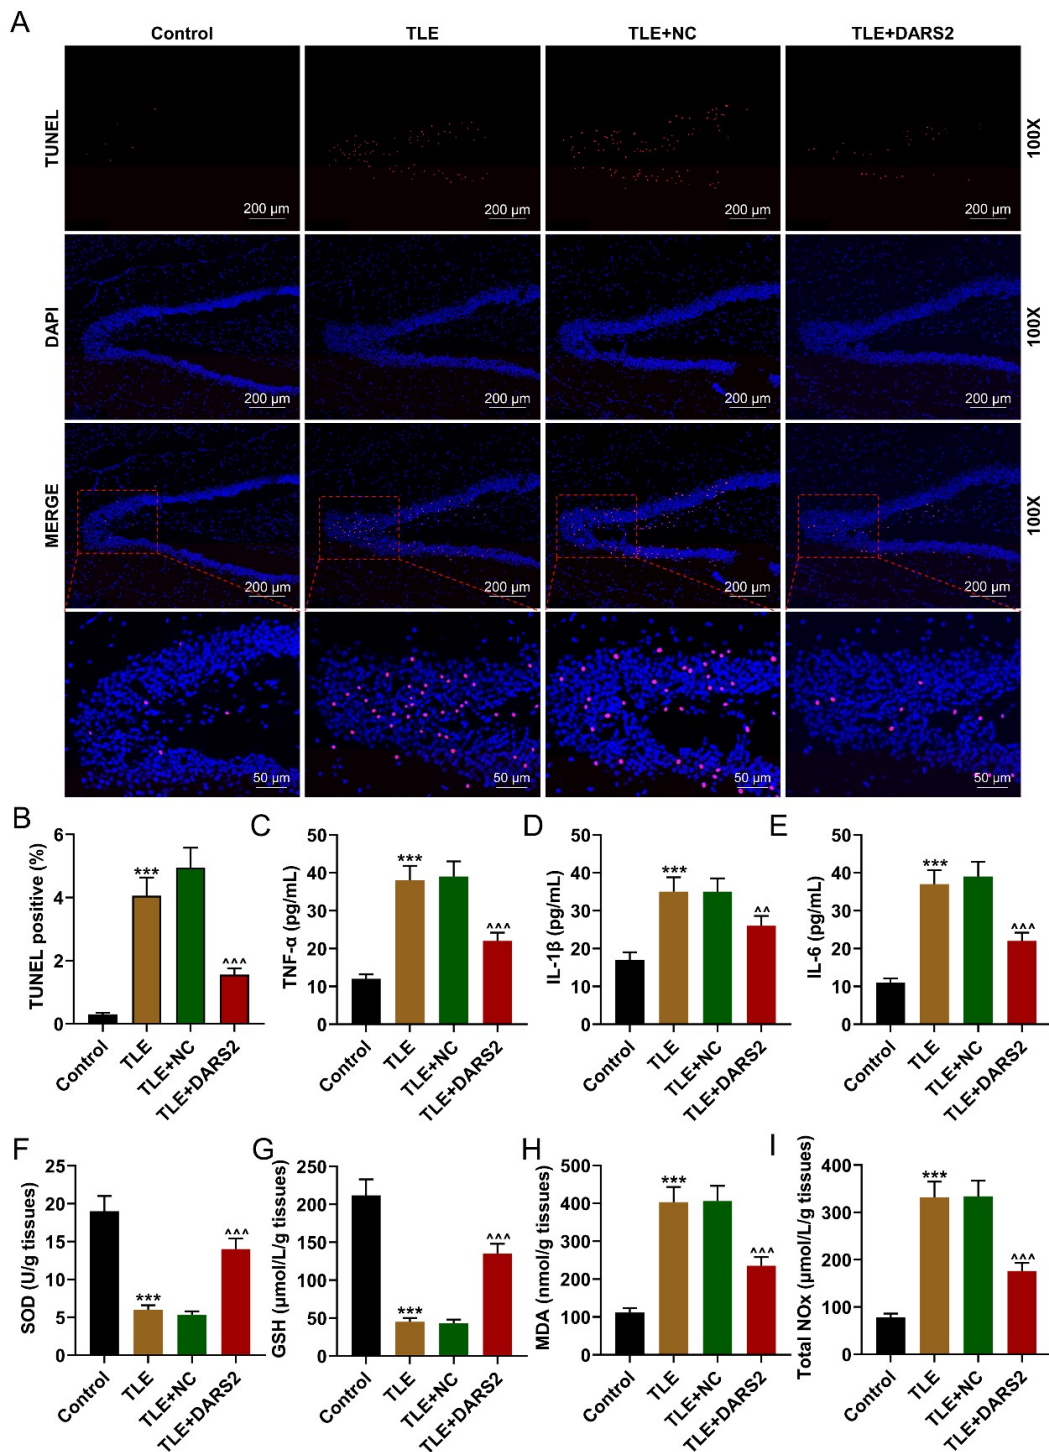 A
Control TLE TLE+NC TLE+DARS2
TUNEL
200 μm 200 μm 200 μm 200 μm
100X
DAPI
200 μm 200 μm 200 μm 200 μm
100X
MERGE
200 μm 200 μm 200 μm 200 μm
100X
50 μm 50 μm 50 μm 50 μm
B
TUNEL positive (%)
6
4
2
0
***
^^^
Control TLE TLE+NC TLE+DARS2
C
TNF-α (pg/mL)
50
40
30
20
10
0
***
^^^
Control TLE TLE+NC TLE+DARS2
D
IL-1β (pg/mL)
50
40
30
20
10
0
***
^^
Control TLE TLE+NC TLE+DARS2
E
IL-6 (pg/mL)
50
40
30
20
10
0
***
^^^
Control TLE TLE+NC TLE+DARS2
F
SOD (U/g tissues)
25
20
15
10
5
0
***
^^^
Control TLE TLE+NC TLE+DARS2
G
GSH (μmol/L/g tissues)
250
200
150
100
50
0
***
^^^
Control TLE TLE+NC TLE+DARS2
H
MDA (nmol/g tissues)
500
400
300
200
100
0
***
^^^
Control TLE TLE+NC TLE+DARS2
I
Total NOx (μmol/L/g tissues)
400
300
200
100
0
***
^^^
Control TLE TLE+NC TLE+DARS2